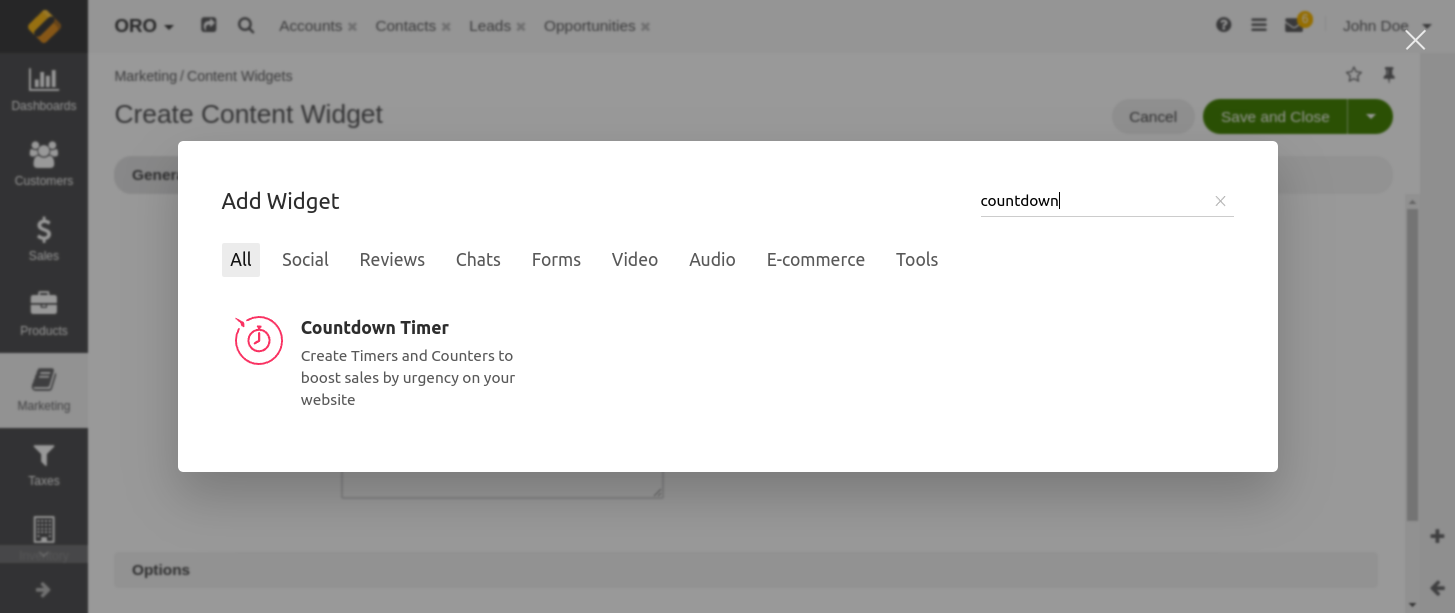 ORO
Accounts × Contacts × Leads × Opportunities ×
6
John Doe
Dashboards
Customers
Sales
Products
Marketing
Taxes
Marketing / Content Widgets
Create Content Widget
Cancel
Save and Close
Gener
Add Widget
countdown
All Social Reviews Chats Forms Video Audio E-commerce Tools
Countdown Timer
Create Timers and Counters to
boost sales by urgency on your
website
Options